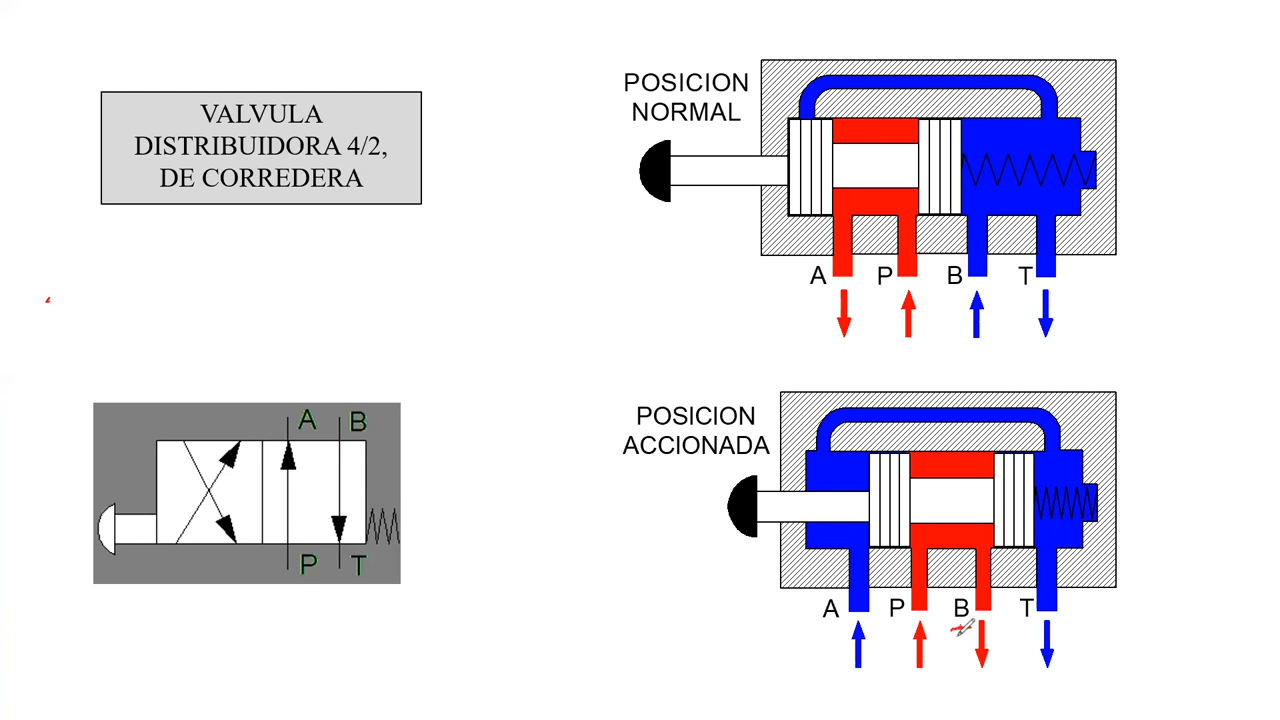 VALVULA
DISTRIBUIDORA 4/2,
DE CORREDERA
POSICION
NORMAL
A P B T
A B
P T
POSICION
ACCIONADA
A P B T